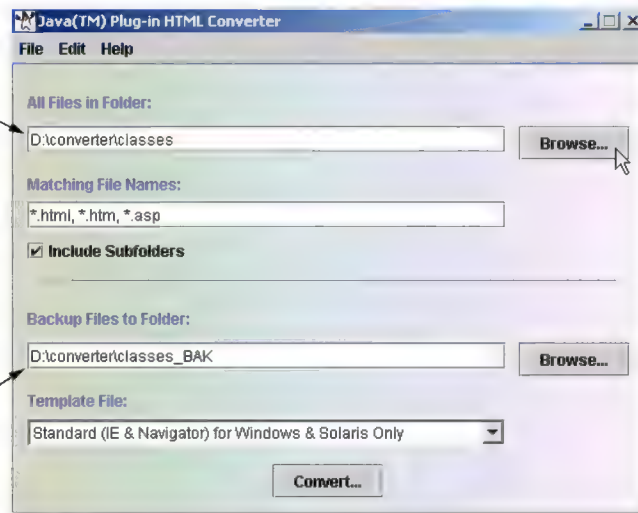 Java(TM) Plug-in HTML Converter
File Edit Help
All Files in Folder:
D:\converter\classes
Browse...
Matching File Names:
*.html, *.htm, *.asp
Include Subfolders
Backup Files to Folder:
D:\converter\classes_BAK
Browse...
Template File:
Standard (IE & Navigator) for Windows & Solaris Only
Convert...